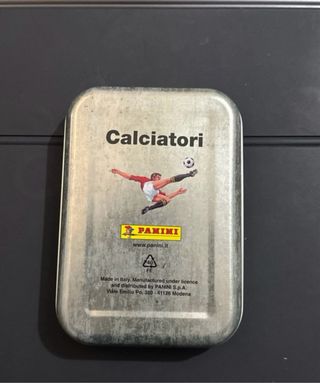 Calciatori
PANINI
www.panini.it
FE
Made in Italy. Manufactured under licence
and distributed by PANINI S.p.A.
Viale Emilio Po, 380 - 41126 Modena